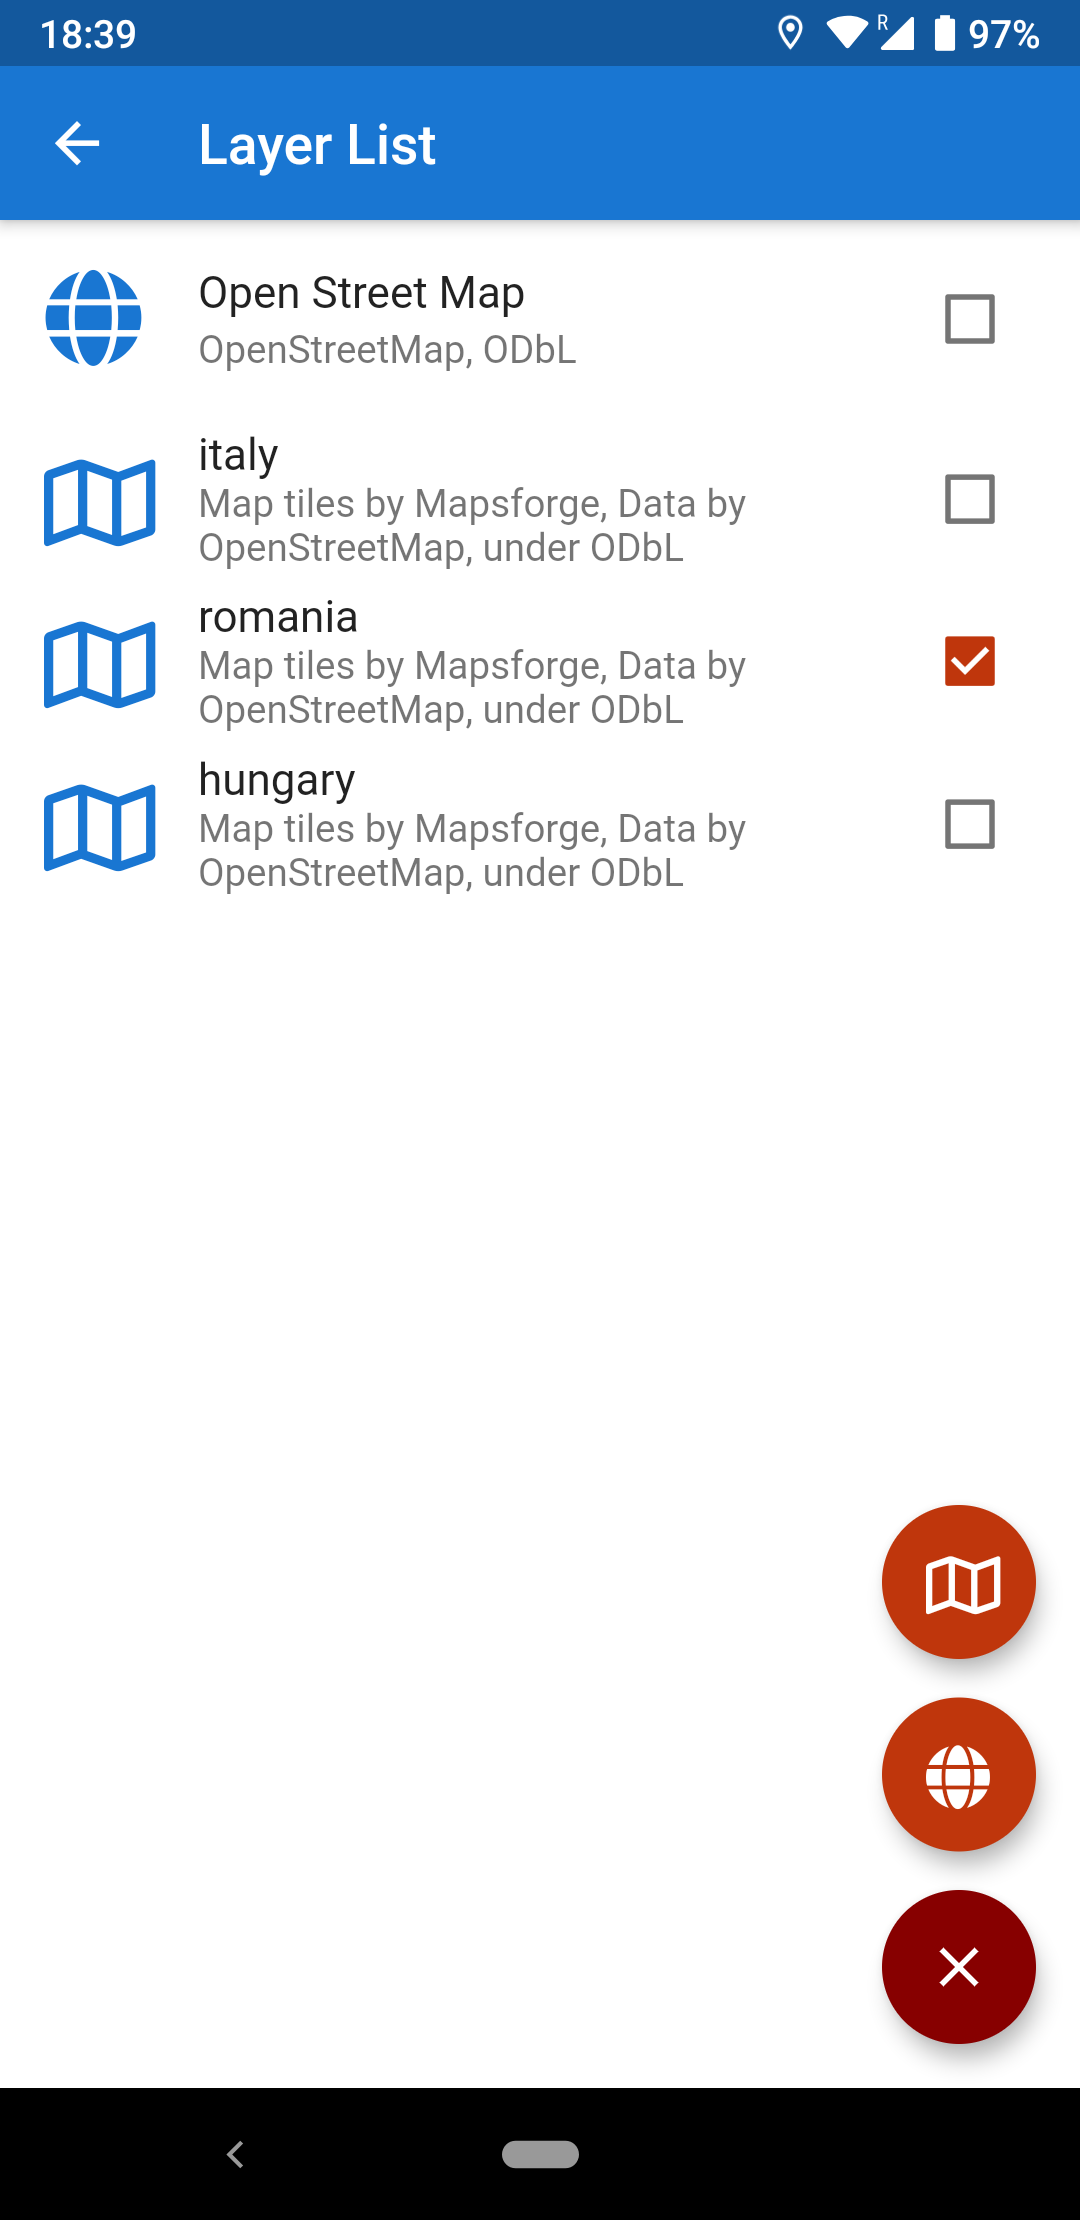 18:39
R
97%
Layer List
Open Street Map
OpenStreetMap, ODbL
italy
Map tiles by Mapsforge, Data by
OpenStreetMap, under ODbL
romania
Map tiles by Mapsforge, Data by
OpenStreetMap, under ODbL
hungary
Map tiles by Mapsforge, Data by
OpenStreetMap, under ODbL